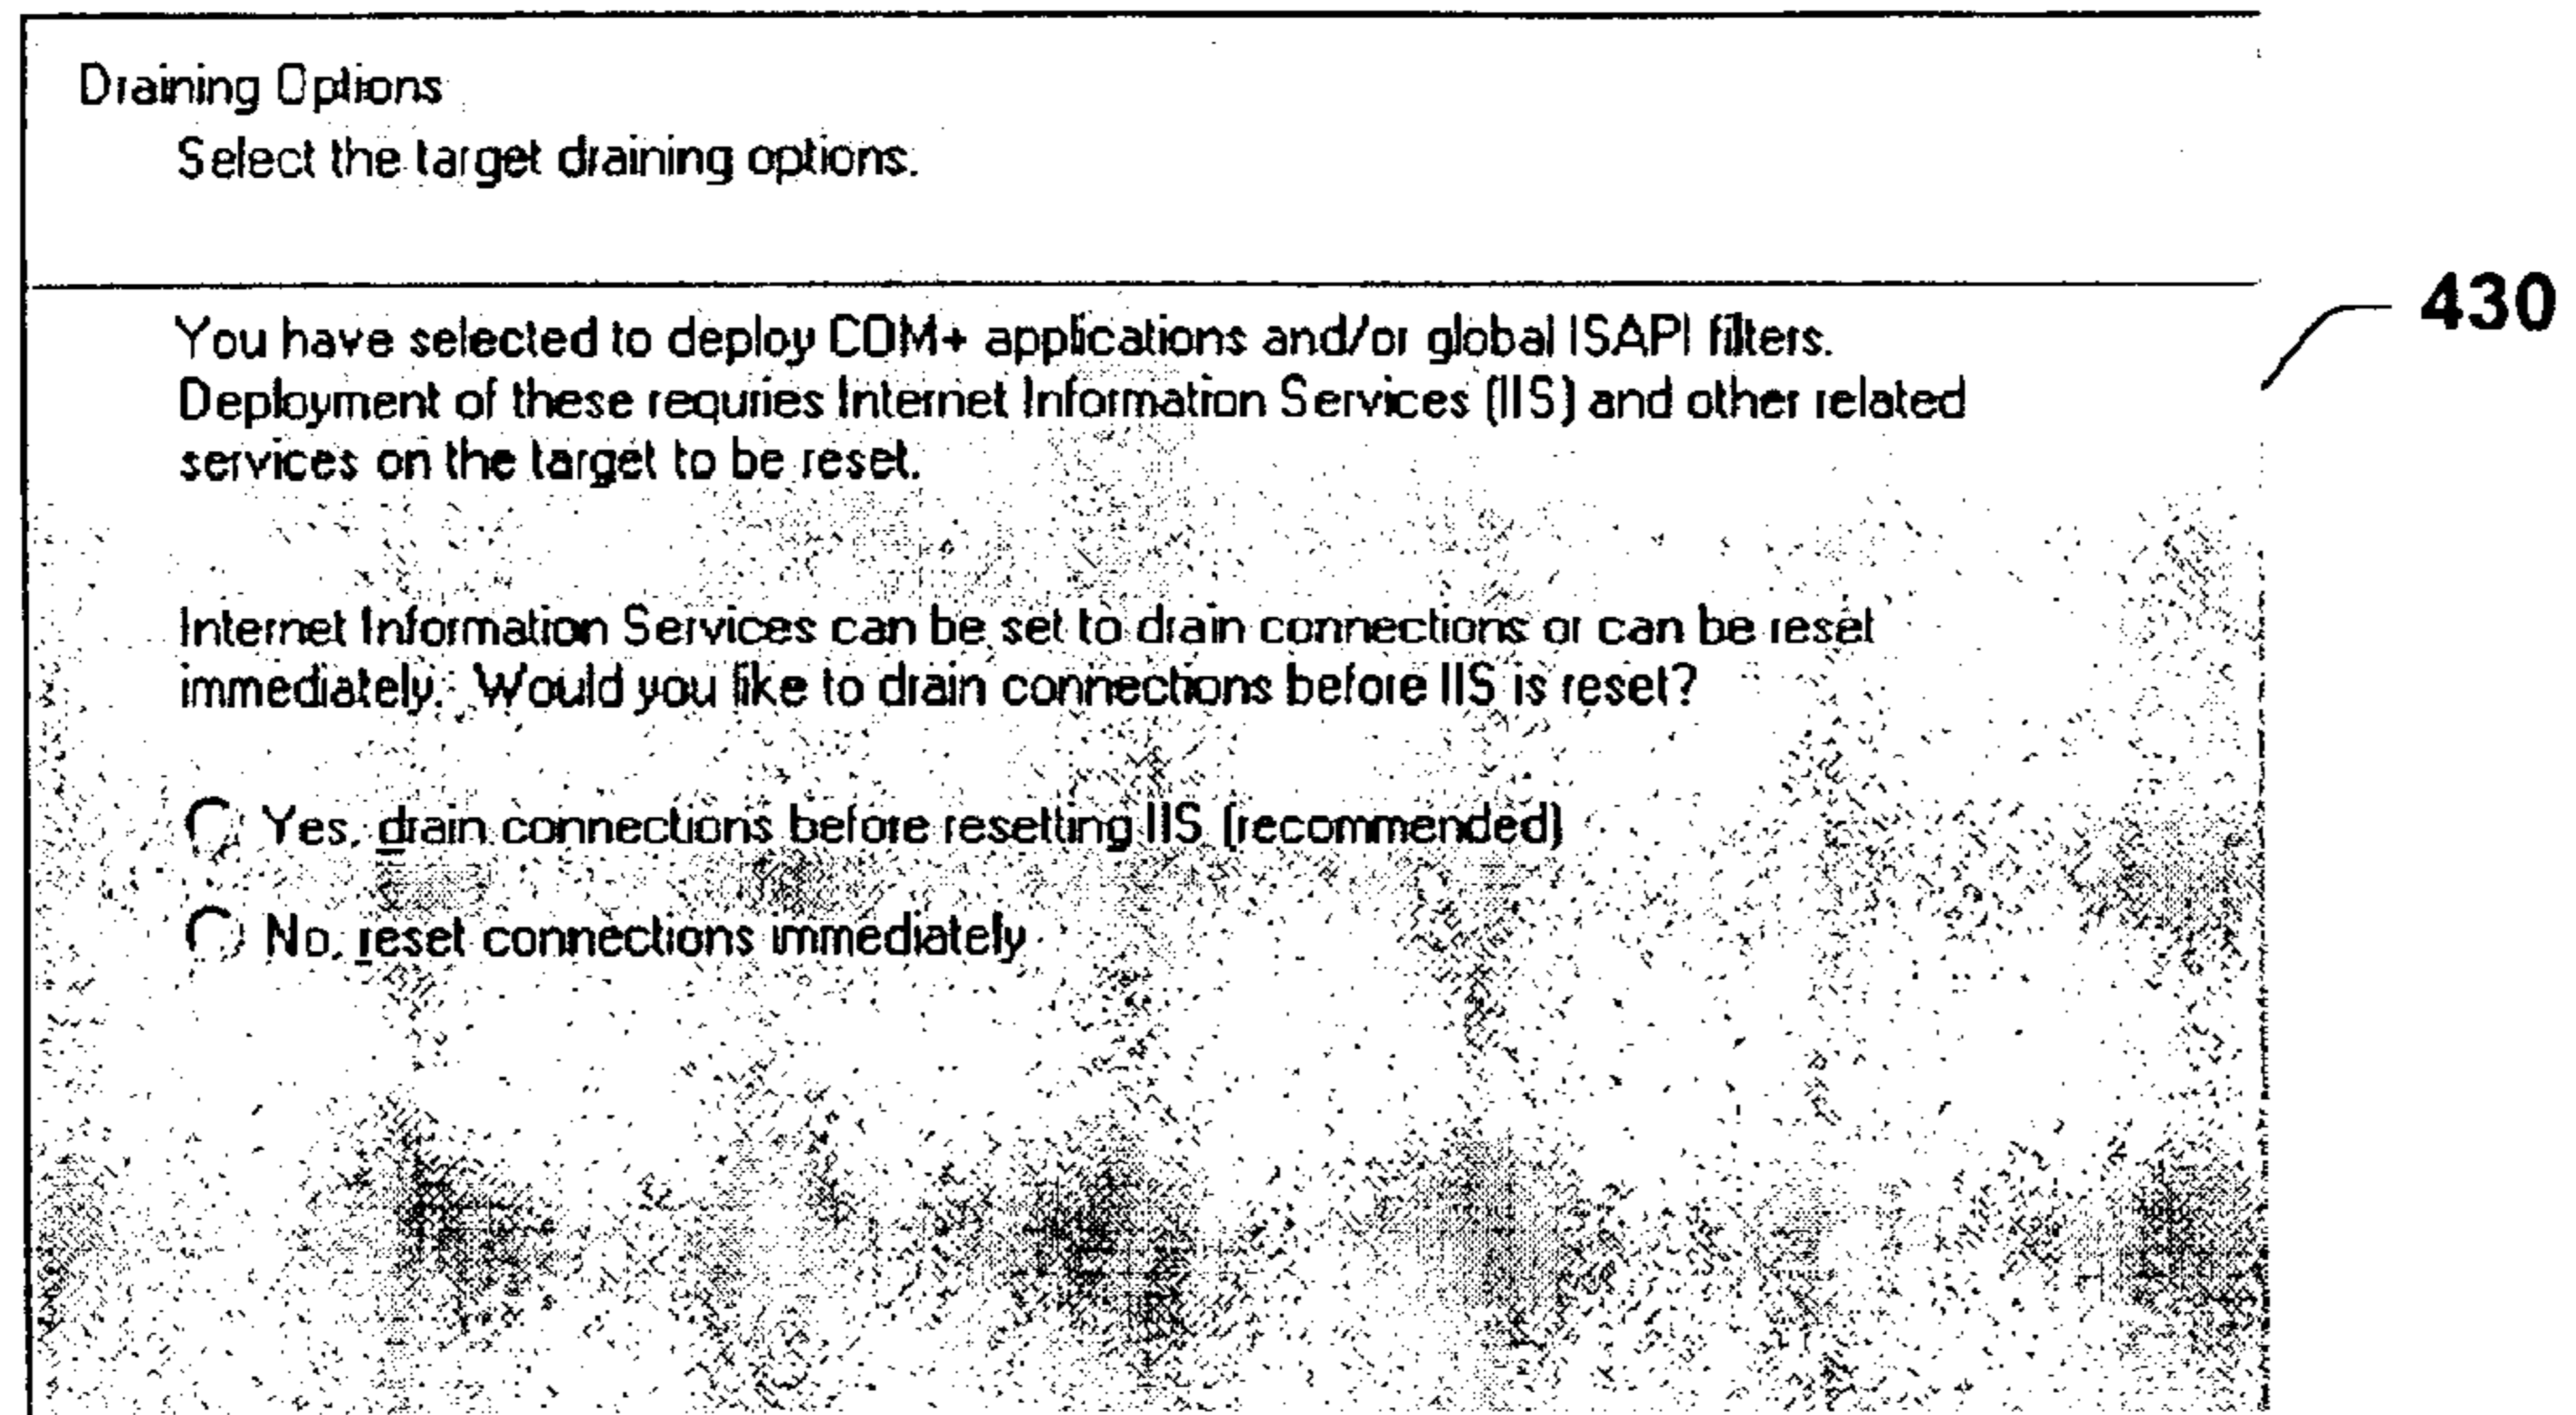 Draining Options
Select the target draining options.
430
You have selected to deploy COM+ applications and/or global ISAPI filters.
Deployment of these requries Internet Information Services (IIS) and other related
services on the target to be reset.
Internet Information Services can be set to drain connections or can be reset
immediately. Would you like to drain connections before IIS is reset?
Yes, drain connections before resetting IIS (recommended)
No, reset connections immediately